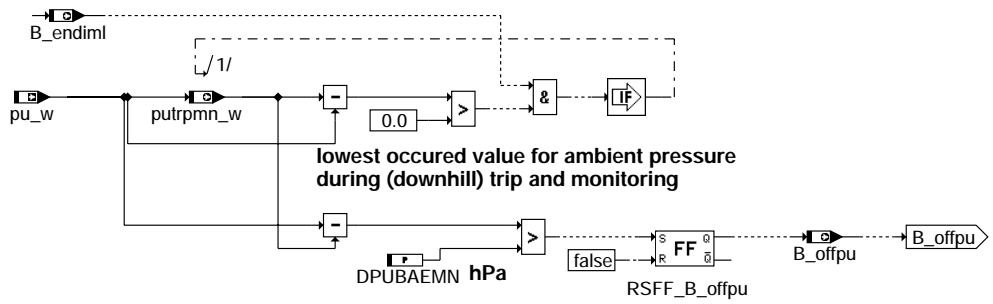 B_endiml
/1/
pu_w
putrpmn_w
-
0.0
>
&
IF
lowest occured value for ambient pressure
during (downhill) trip and monitoring
-
>
P
DPUBAEMN hPa
false
S Q
FF
R Q̅
RSFF_B_offpu
B_offpu
B_offpu